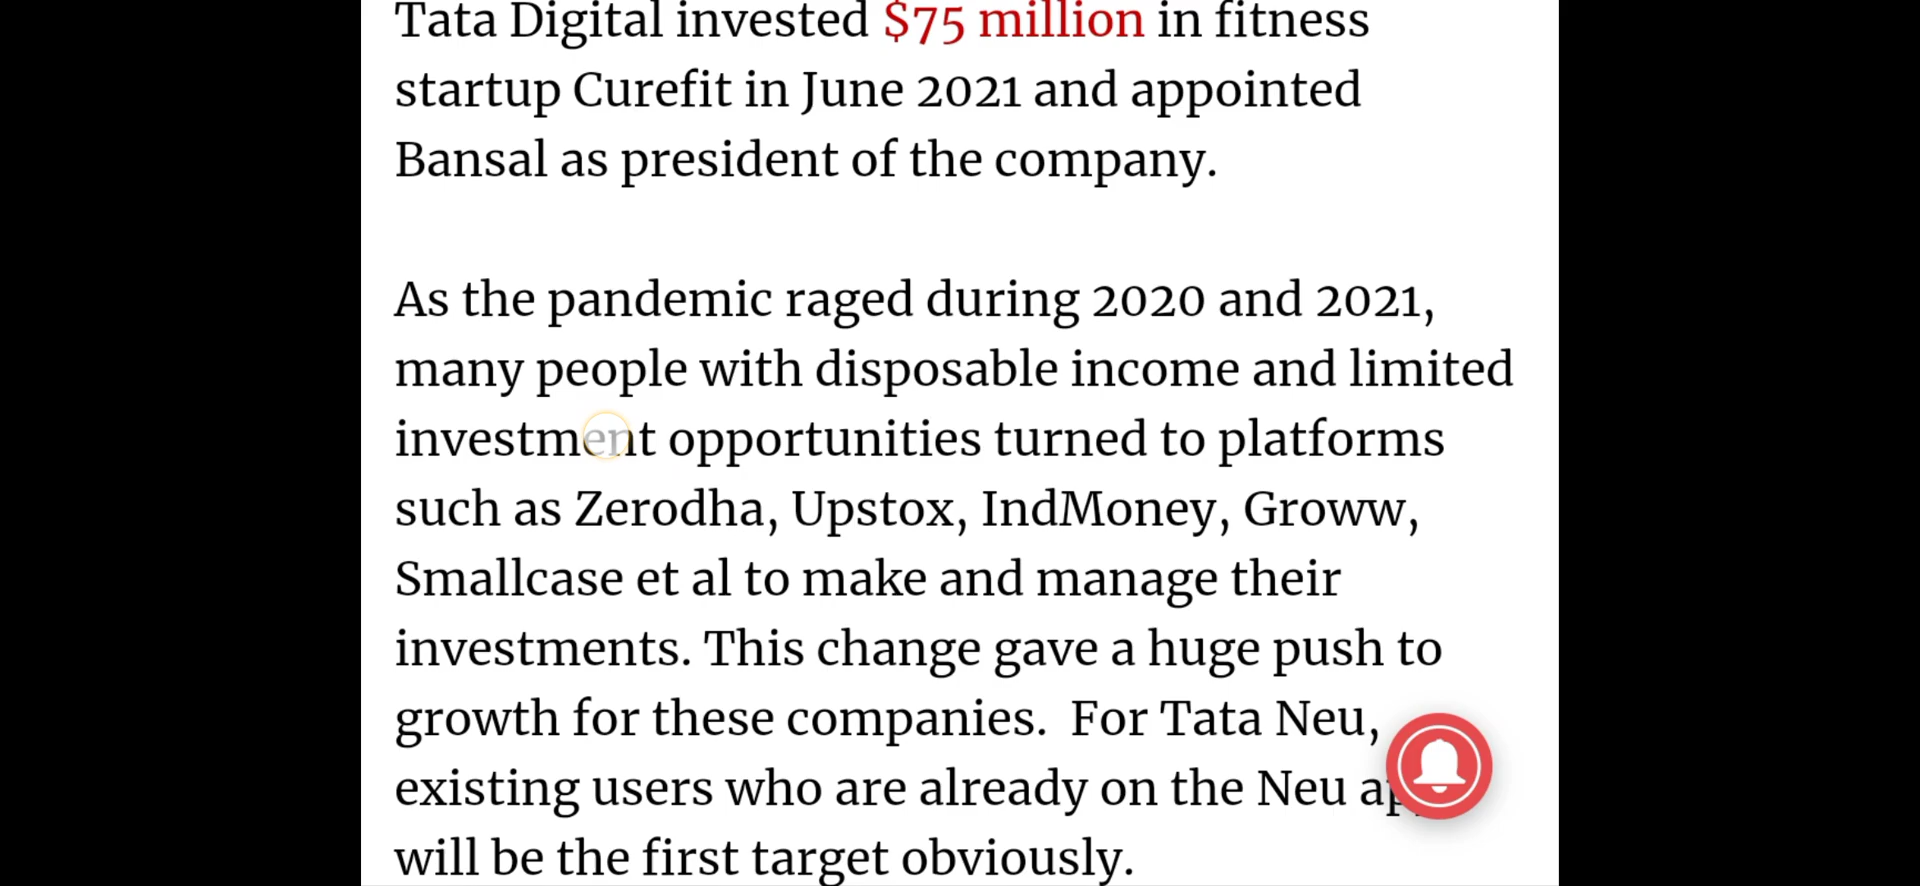 Tata Digital invested $75 million in fitness
startup Curefit in June 2021 and appointed
Bansal as president of the company.
As the pandemic raged during 2020 and 2021,
many people with disposable income and limited
investment opportunities turned to platforms
such as Zerodha, Upstox, IndMoney, Groww,
Smallcase et al to make and manage their
investments. This change gave a huge push to
growth for these companies.  For Tata Neu,
existing users who are already on the Neu
will be the first target obviously.